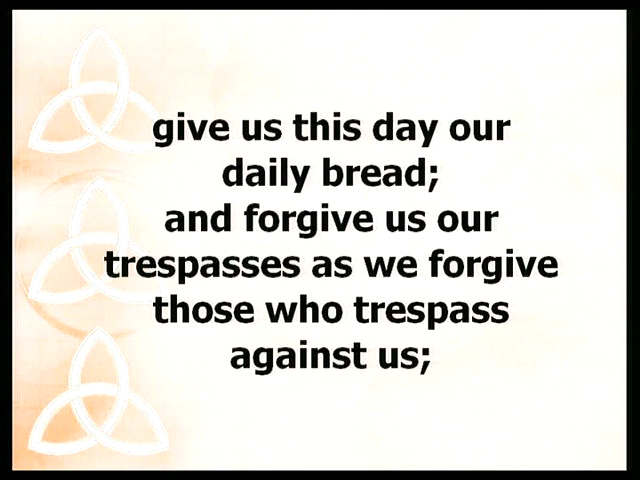 give us this day our
daily bread;
and forgive us our
trespasses as we forgive
those who trespass
against us;